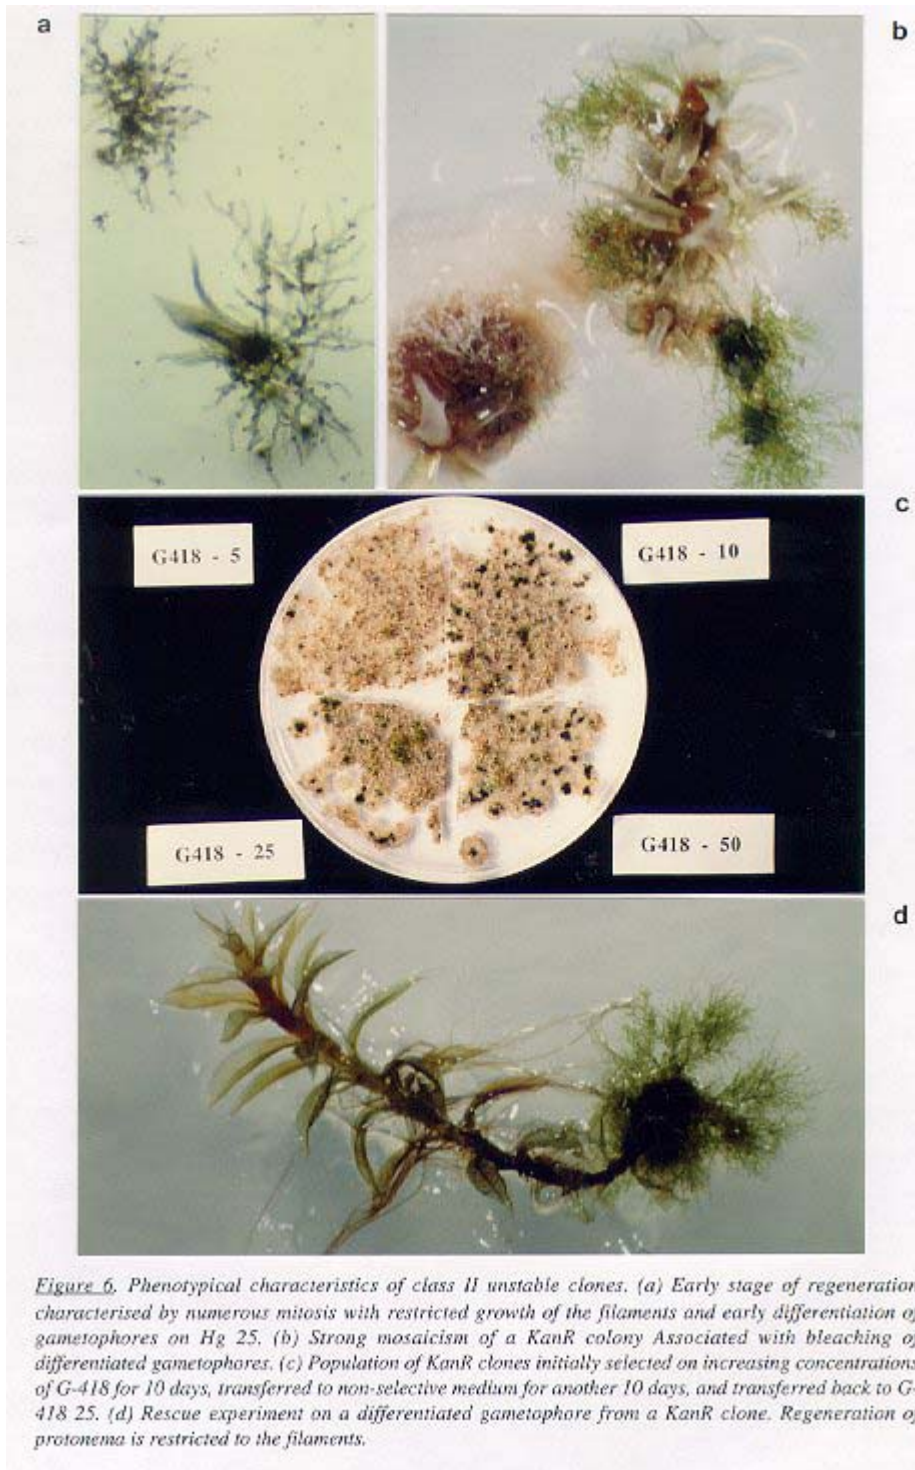 a
b
c
G418 - 5
G418 - 10
G418 - 25
G418 - 50
d
Figure 6. Phenotypical characteristics of class II unstable clones. (a) Early stage of regeneration
characterised by numerous mitosis with restricted growth of the filaments and early differentiation of
gametophores on Hg 25. (b) Strong mosaicism of a KanR colony Associated with bleaching of
differentiated gametophores. (c) Population of KanR clones initially selected on increasing concentrations
of G-418 for 10 days, transferred to non-selective medium for another 10 days, and transferred back to G-
418 25. (d) Rescue experiment on a differentiated gametophore from a KanR clone. Regeneration of
protonema is restricted to the filaments.